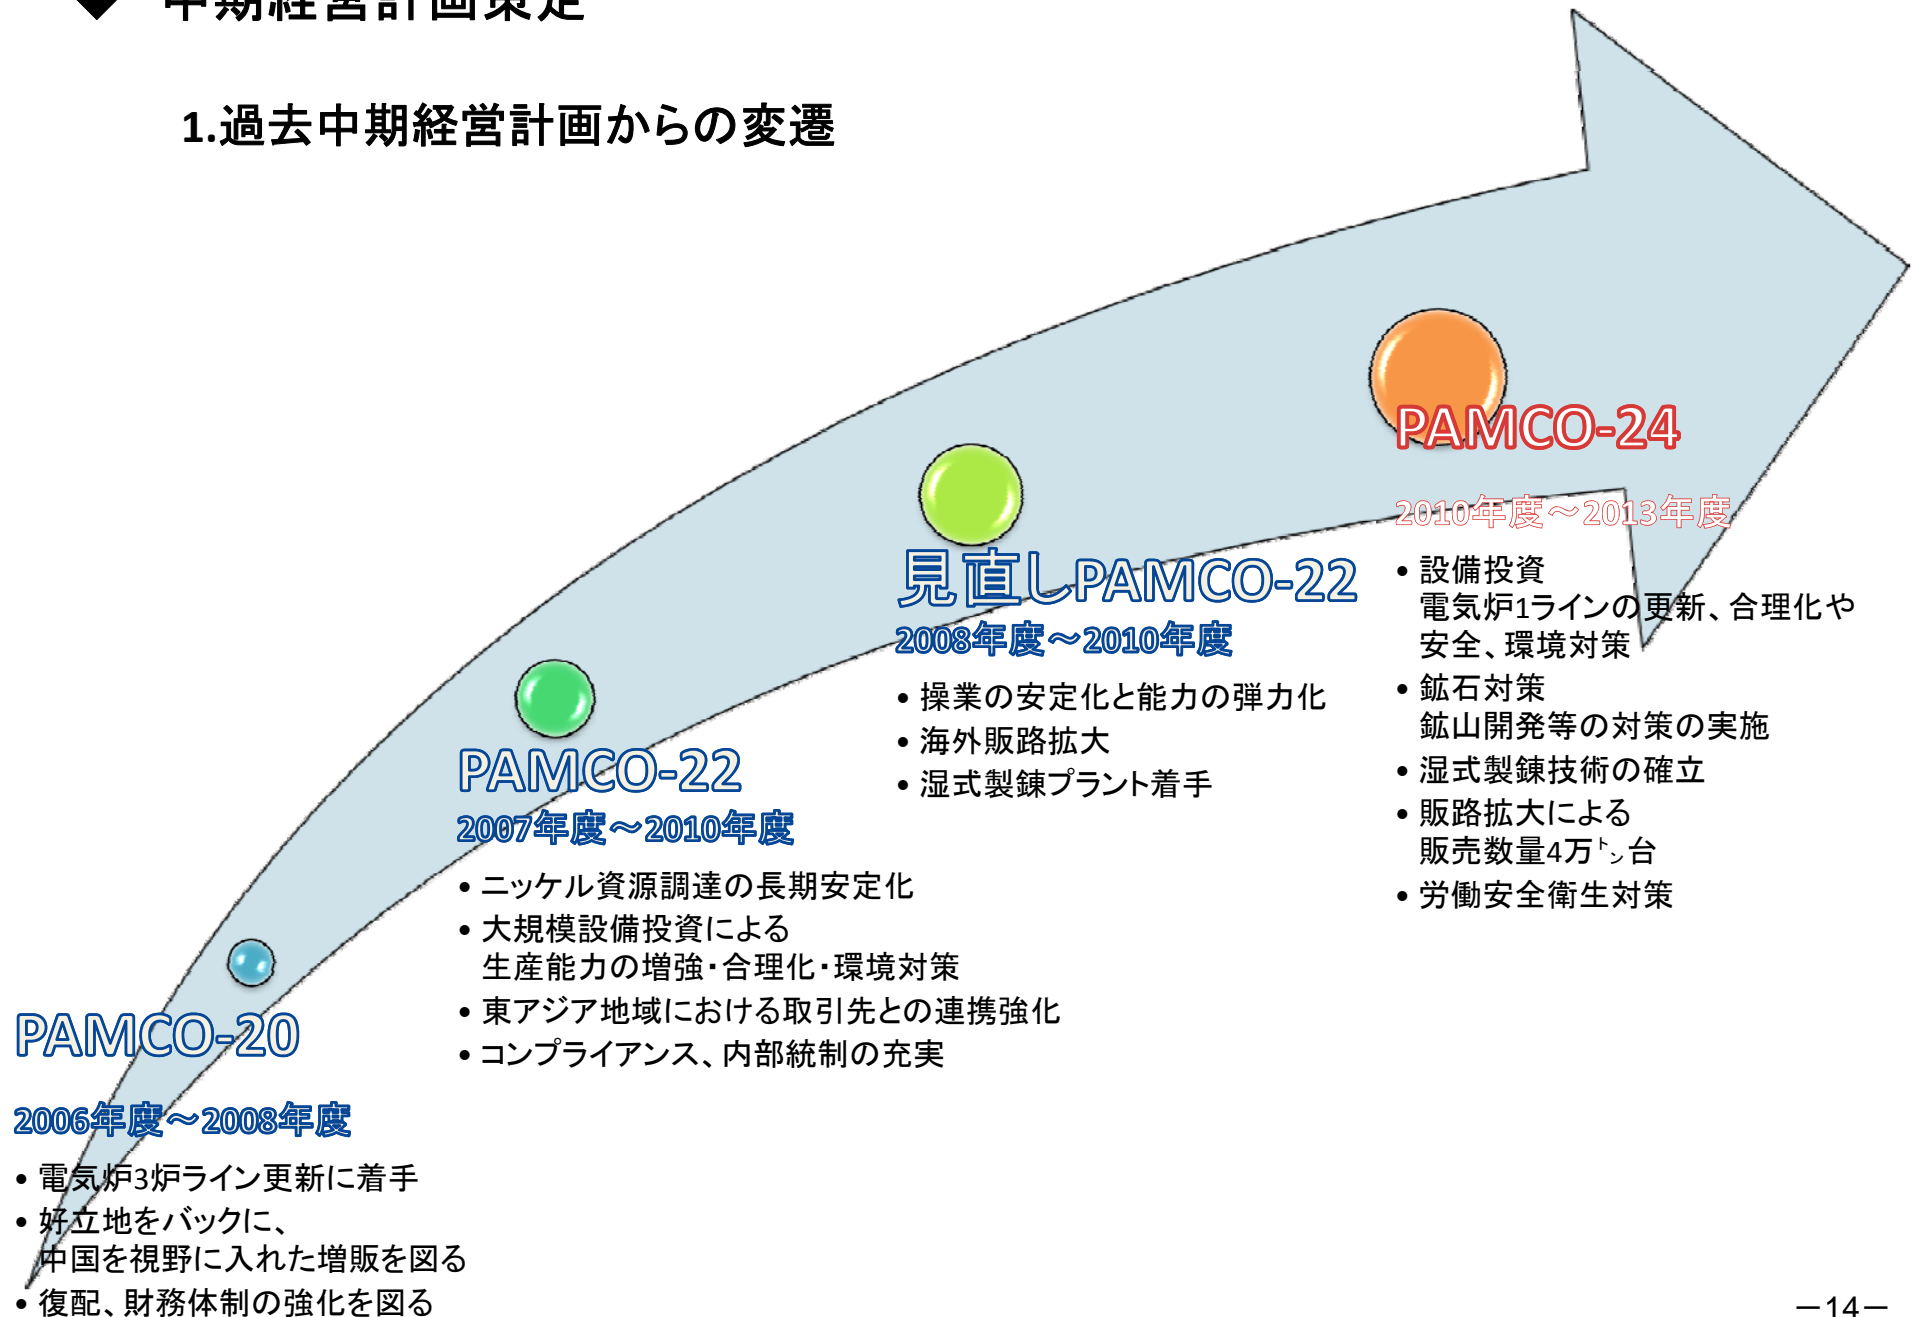 ◆ 中期経営計画策定
1.過去中期経営計画からの変遷
PAMCO-20
2006年度～2008年度
• 電気炉3炉ライン更新に着手
• 好立地をバックに、
中国を視野に入れた増販を図る
• 復配、財務体制の強化を図る
PAMCO-22
2007年度～2010年度
• ニッケル資源調達の長期安定化
• 大規模設備投資による
生産能力の増強・合理化・環境対策
• 東アジア地域における取引先との連携強化
• コンプライアンス、内部統制の充実
見直しPAMCO-22
2008年度～2010年度
• 操業の安定化と能力の弾力化
• 海外販路拡大
• 湿式製錬プラント着手
PAMCO-24
2010年度～2013年度
• 設備投資
電気炉1ラインの更新、合理化や
安全、環境対策
• 鉱石対策
鉱山開発等の対策の実施
• 湿式製錬技術の確立
• 販路拡大による
販売数量4万㌧台
• 労働安全衛生対策
－14－